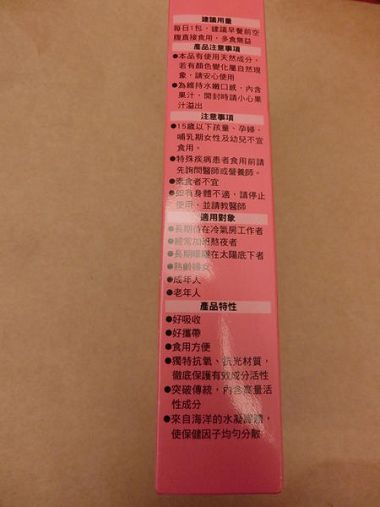 建議用量
每日1包,建議早餐前空
腹直接食用,多食無益
產品注意事項
●本品有使用天然成分,
若有顏色變化屬自然現
象,請安心使用
●為維持水嫩口感,內含
果汁,開封時請小心果
汁溢出
注意事項
●15歲以下孩童、孕婦、
哺乳期女性及幼兒不宜
食用。
●特殊疾病患者食用前請
先詢問醫師或營養師。
●素食者不宜
●如有身體不適,請停止
使用,並請教醫師
適用對象
●長期待在冷氣房工作者
●經常加班熬夜者
●長期曝曬在太陽底下者
●熟齡婦女
●成年人
●老年人
產品特性
●好吸收
●好攜帶
●食用方便
●獨特抗氧、抗光材質,
徹底保護有效成分活性
●突破傳統,內含高量活
性成分
●來自海洋的水凝膠體,
使保健因子均勻分散